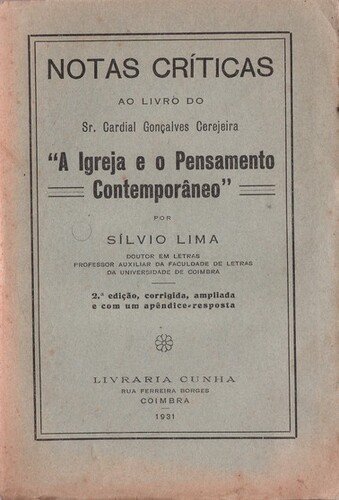 NOTAS CRÍTICAS
AO LIVRO DO
Sr. Cardial Gonçalves Cerejeira
"A Igreja e o Pensamento
Contemporâneo"
POR
SÍLVIO LIMA
DOUTOR EM LETRAS
PROFESSOR AUXILIAR DA FACULDADE DE LETRAS
DA UNIVERSIDADE DE COIMBRA
2.ª edição, corrigida, ampliada
e com um apêndice-resposta
LIVRARIA CUNHA
RUA FERREIRA BORGES
COIMBRA
1931